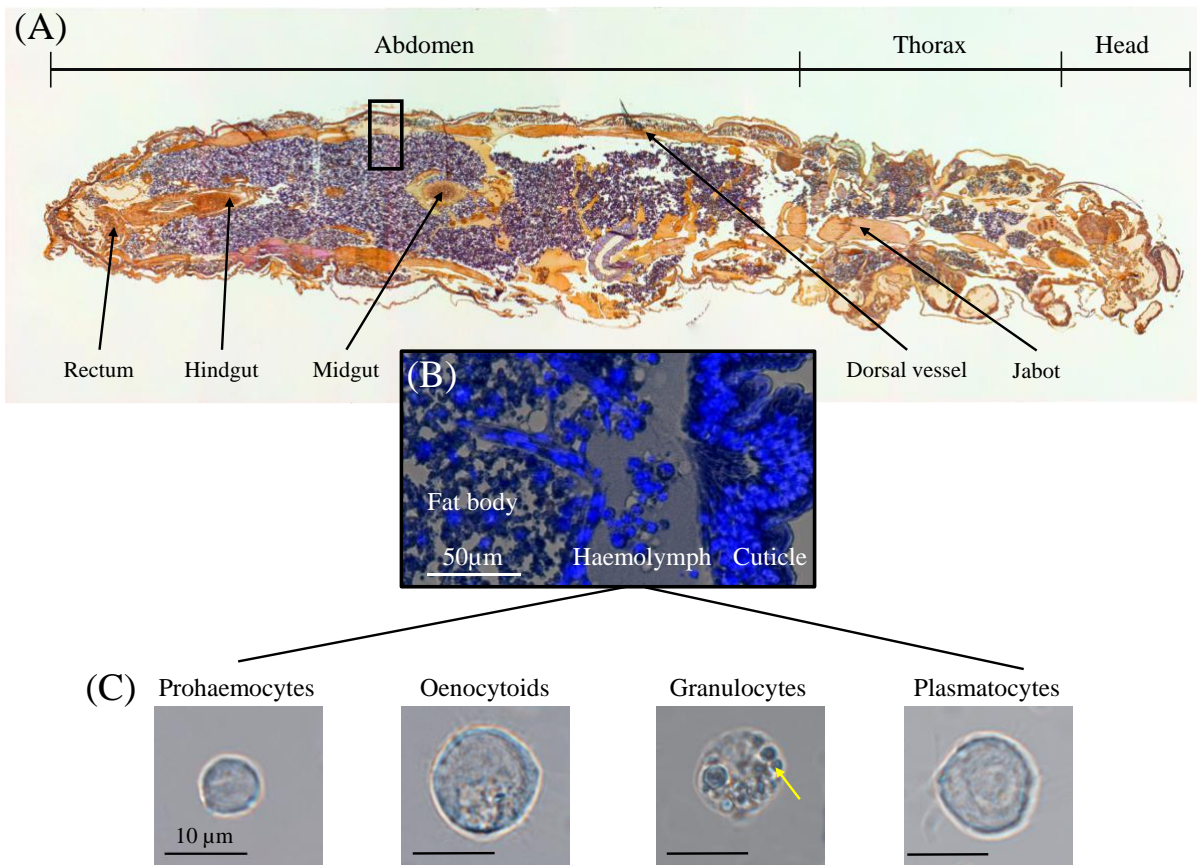 (A)
Abdomen Thorax Head
Rectum Hindgut Midgut Dorsal vessel Jabot
(B)
Fat body
50µm Haemolymph Cuticle
(C) Prohaemocytes Oenocytoids Granulocytes Plasmatocytes
10 µm